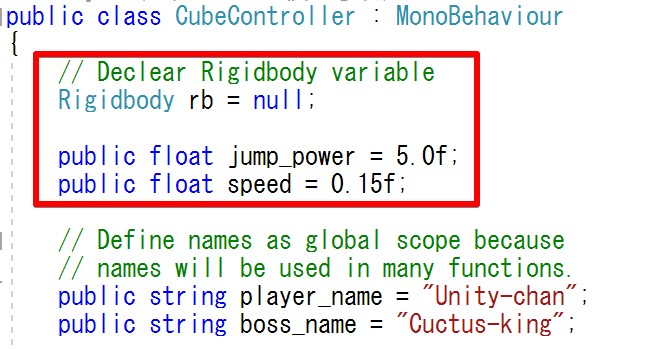 public class CubeController : MonoBehaviour
{
// Declear Rigidbody variable
Rigidbody rb = null;
public float jump_power = 5.0f;
public float speed = 0.15f;
// Define names as global scope because
// names will be used in many functions.
public string player_name = "Unity-chan";
public string boss_name = "Cuctus-king";